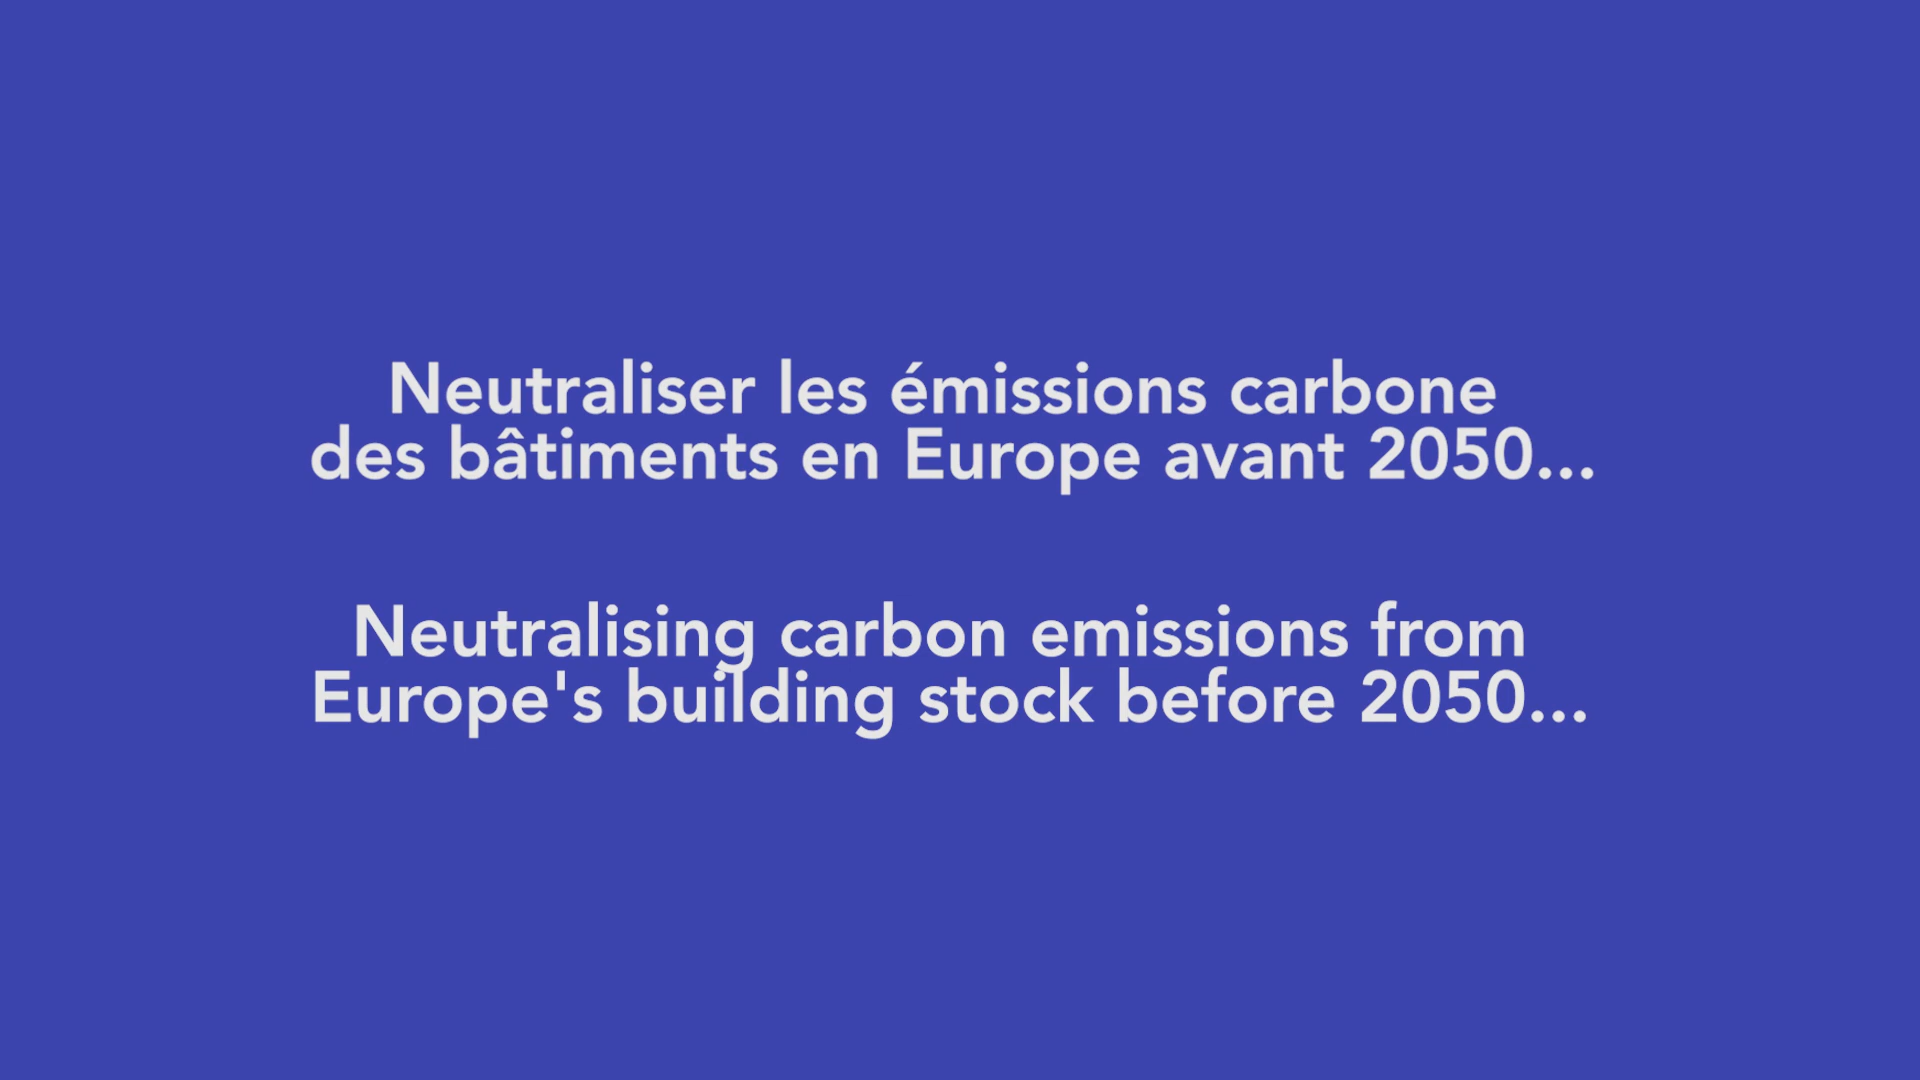 Neutraliser les émissions carbone
des bâtiments en Europe avant 2050...
Neutralising carbon emissions from
Europe's building stock before 2050...